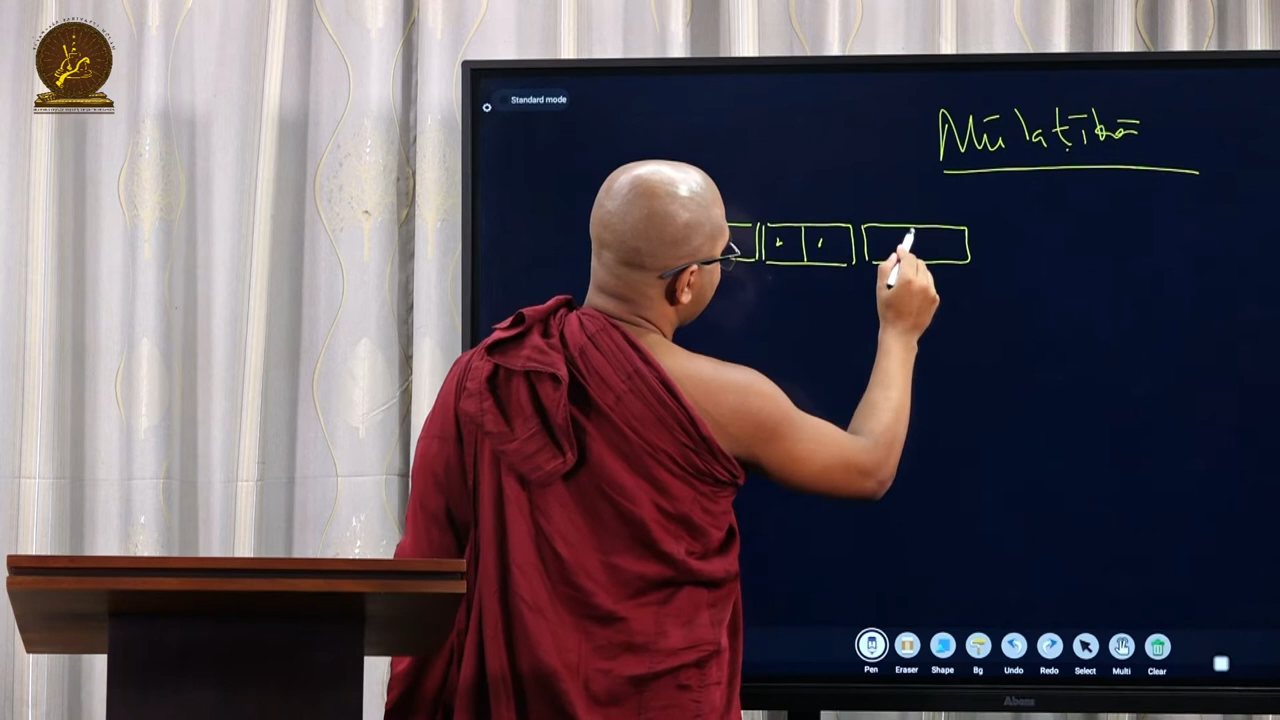 Standard mode
Mūlaṭīkā
Pen Eraser Shape Bg Undo Redo Select Multi Clear